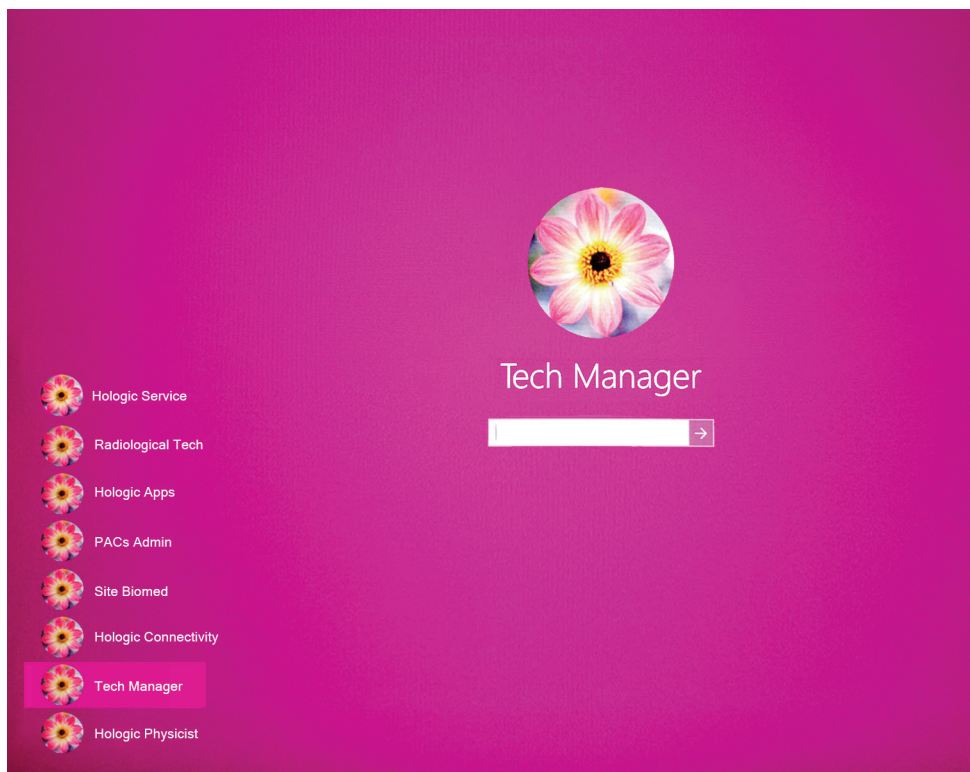 Tech Manager
Hologic Service
Radiological Tech
Hologic Apps
PACs Admin
Site Biomed
Hologic Connectivity
Tech Manager
Hologic Physicist